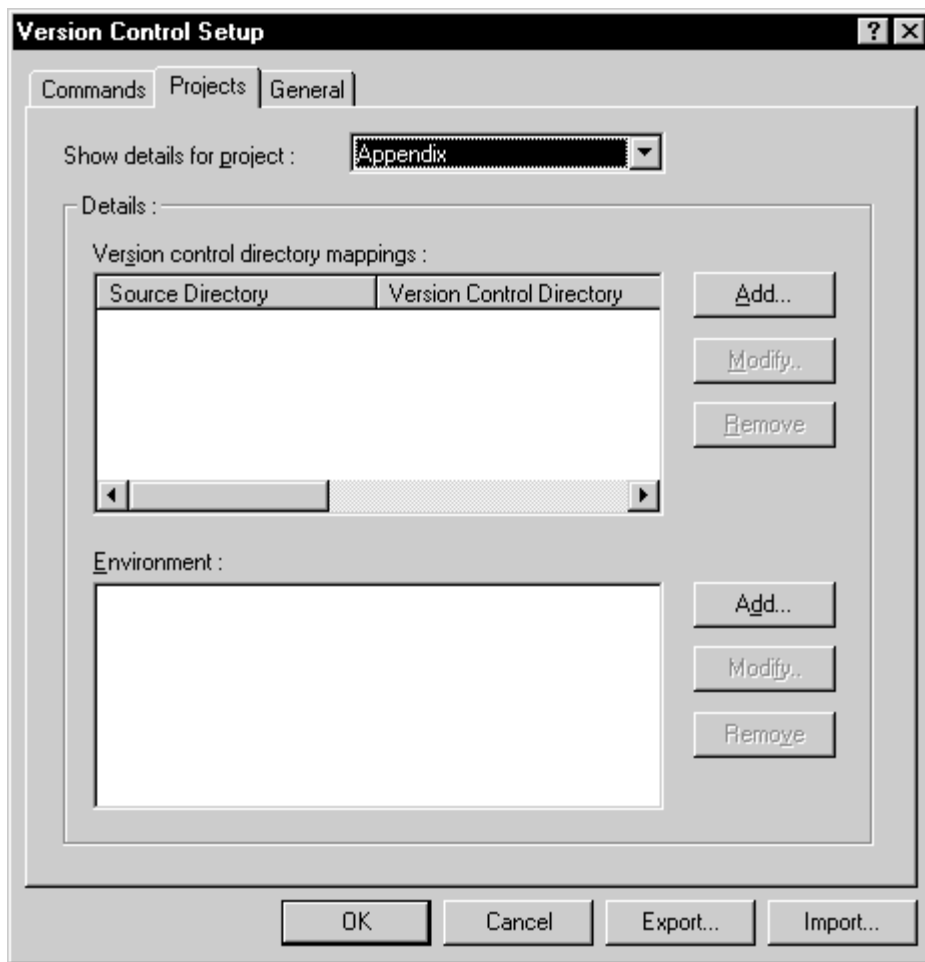 Version Control Setup
Commands Projects General
Show details for project : Appendix
Details :
Version control directory mappings :
Source Directory Version Control Directory
Add...
Modify..
Remove
Environment :
Add...
Modify..
Remove
OK Cancel Export... Import...